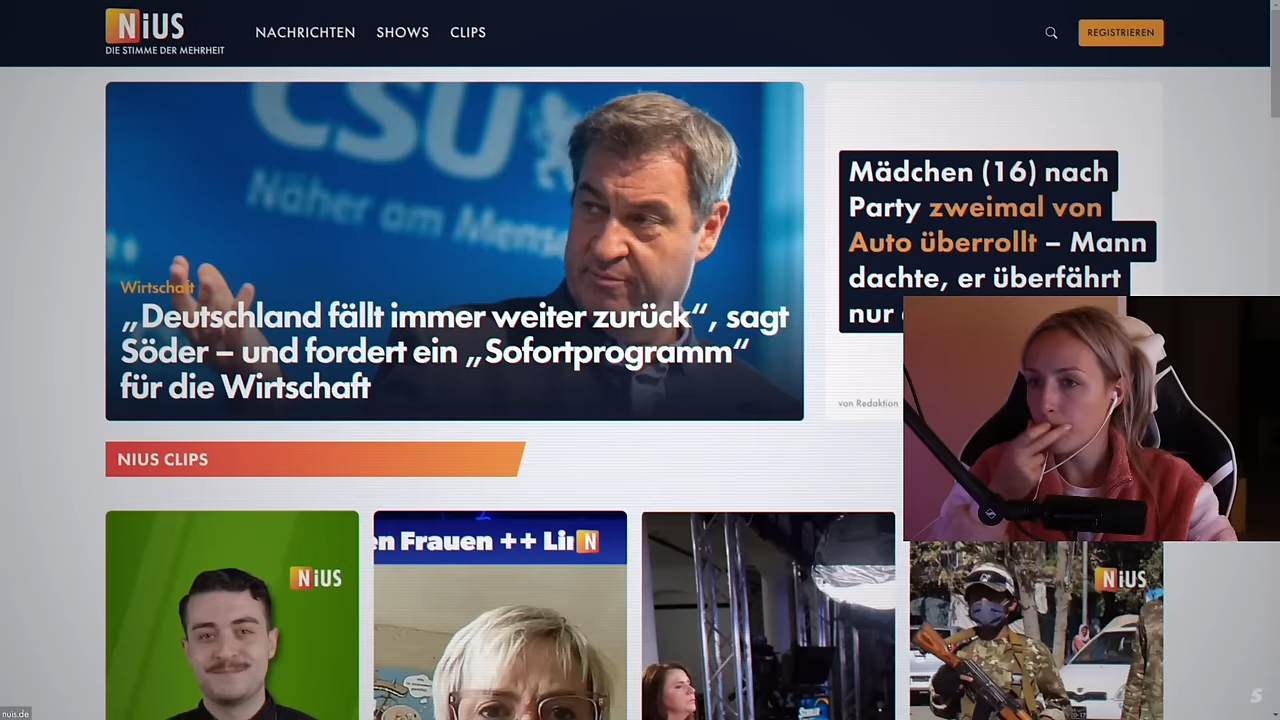 NiUS
DIE STIMME DER MEHRHEIT
NACHRICHTEN
SHOWS
CLIPS
REGISTRIEREN
CSU
Näher am
Wirtschaft
„Deutschland fällt immer weiter zurück“, sagt
Söder – und fordert ein „Sofortprogramm“
für die Wirtschaft
Mädchen (16) nach
Party zweimal von
Auto überrollt – Mann
dachte, er überfährt
nur
von Redaktion
NIUS CLIPS
NiUS
en Frauen ++ Lin
N
NiUS
nuis.de
S